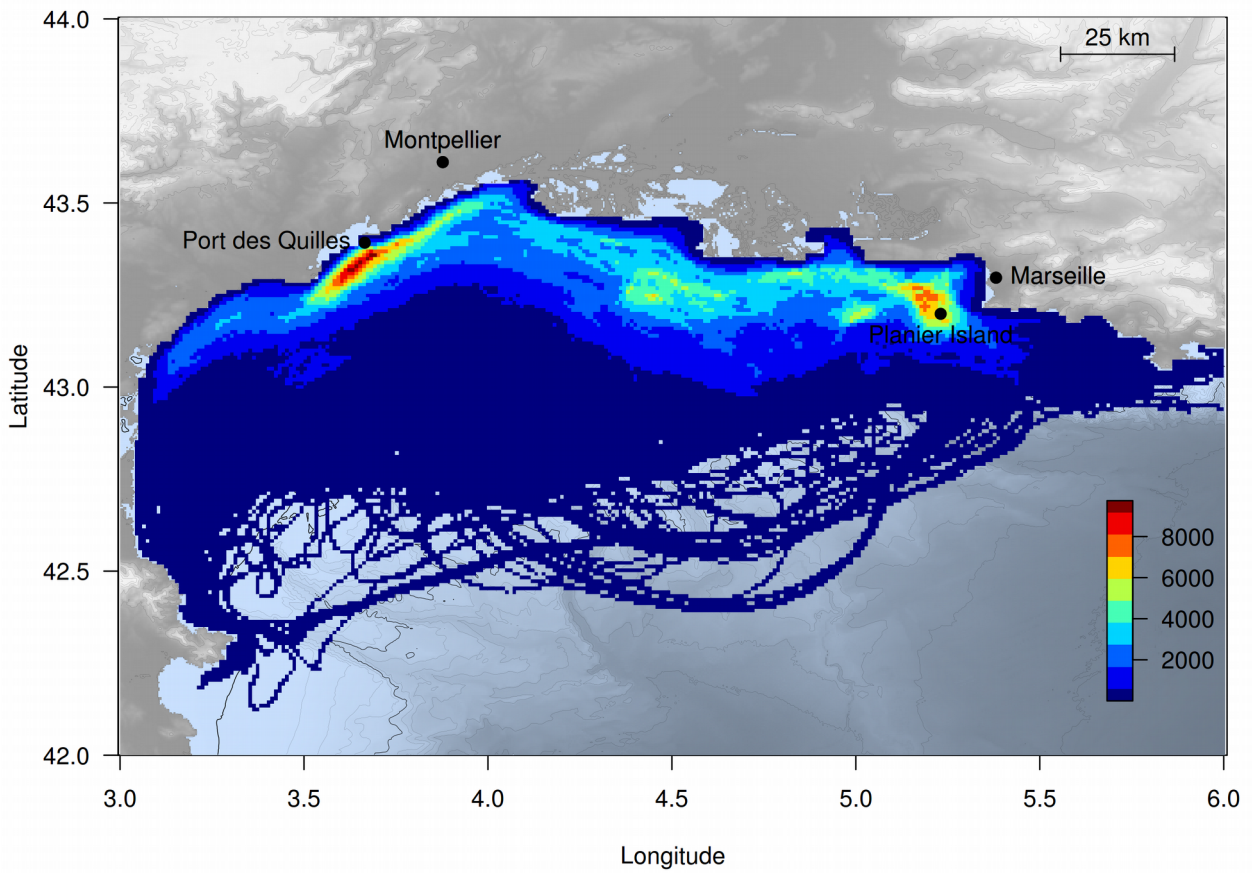 44.0
25 km
Montpellier
43.5
Port des Quilles
Marseille
Planier Island
43.0
Latitude
42.5
8000
6000
4000
2000
42.0
3.0 3.5 4.0 4.5 5.0 5.5 6.0
Longitude